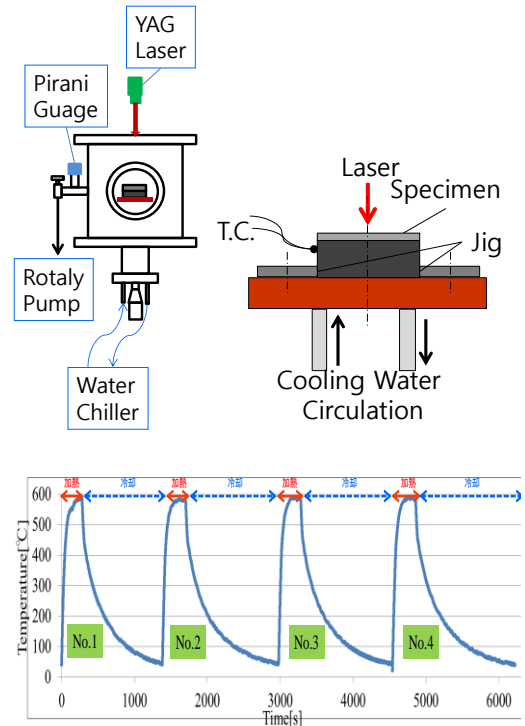 YAG
Laser
Pirani
Guage
Rotaly
Pump
Water
Chiller
Laser
Specimen
T.C.
Jig
Cooling Water
Circulation
加熱 冷却 加熱 冷却 加熱 冷却 加熱 冷却
Temperature[℃]
600
500
400
300
200
100
0
No.1 No.2 No.3 No.4
0 1000 2000 3000 4000 5000 6000
Time[s]